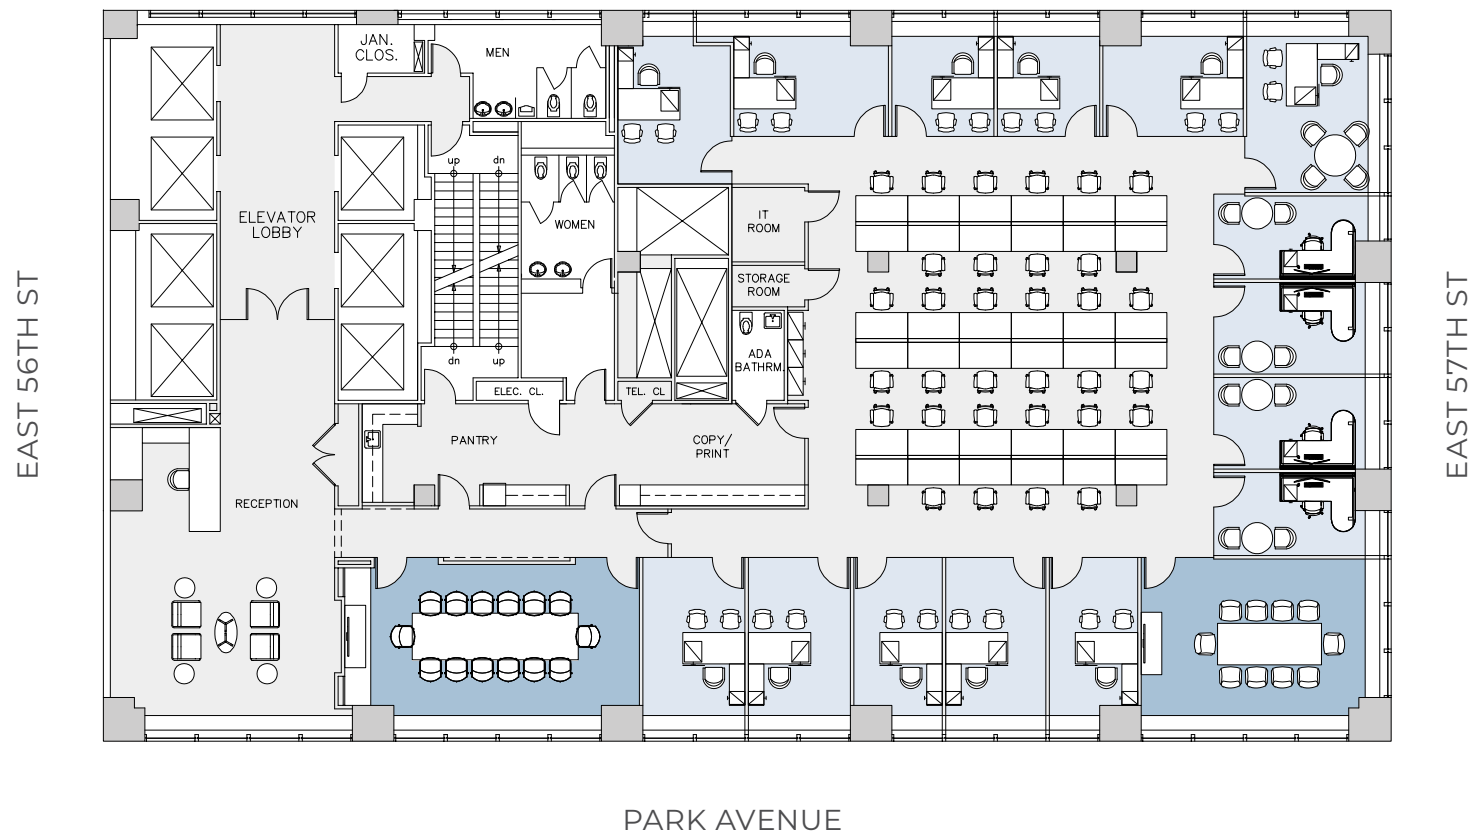 JAN.
CLOS.
MEN
up
dn
ELEVATOR
LOBBY
WOMEN
IT
ROOM
STORAGE
ROOM
EAST 56TH ST
EAST 57TH ST
dn
up
ADA
BATHRM.
ELEC. CL.
TEL. CL
PANTRY
COPY/
PRINT
RECEPTION
PARK AVENUE